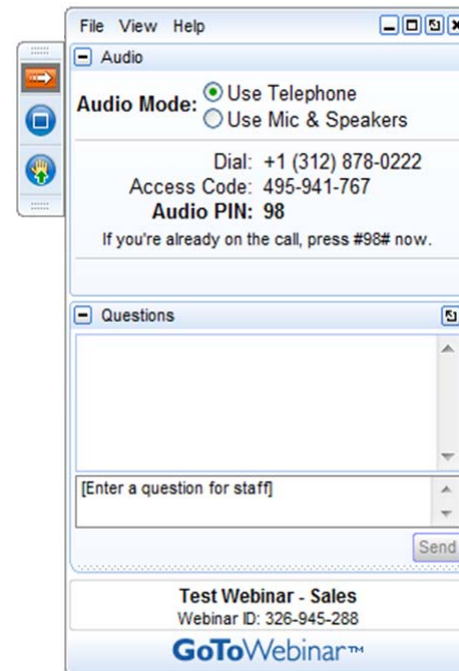 File View Help
Audio
Audio Mode: Use Telephone
Use Mic & Speakers
Dial: +1 (312) 878-0222
Access Code: 495-941-767
Audio PIN: 98
If you're already on the call, press #98# now.
Questions
[Enter a question for staff]
Send
Test Webinar - Sales
Webinar ID: 326-945-288
GoToWebinar™